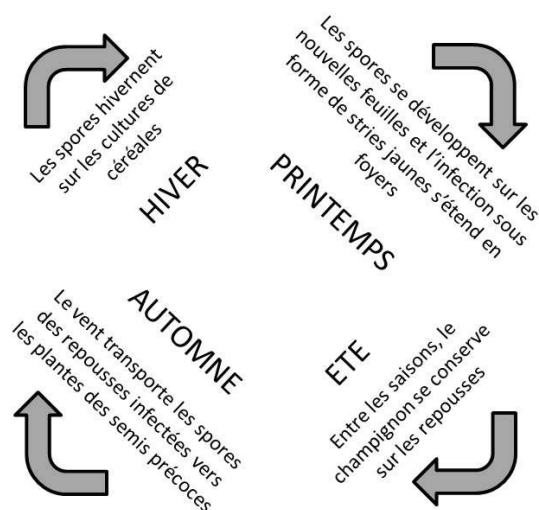 Les spores hivernent
sur les cultures de
céréales
HIVER
Les spores se développent sur les
nouvelles feuilles et l'infection sous
forme de stries jaunes s'étend en
foyers
PRINTEMPS
ETE
Entre les saisons, le
champignon se conserve
sur les repousses
AUTOMNE
Le vent transporte les spores
des repousses infectées vers
les plantes des semis précoces